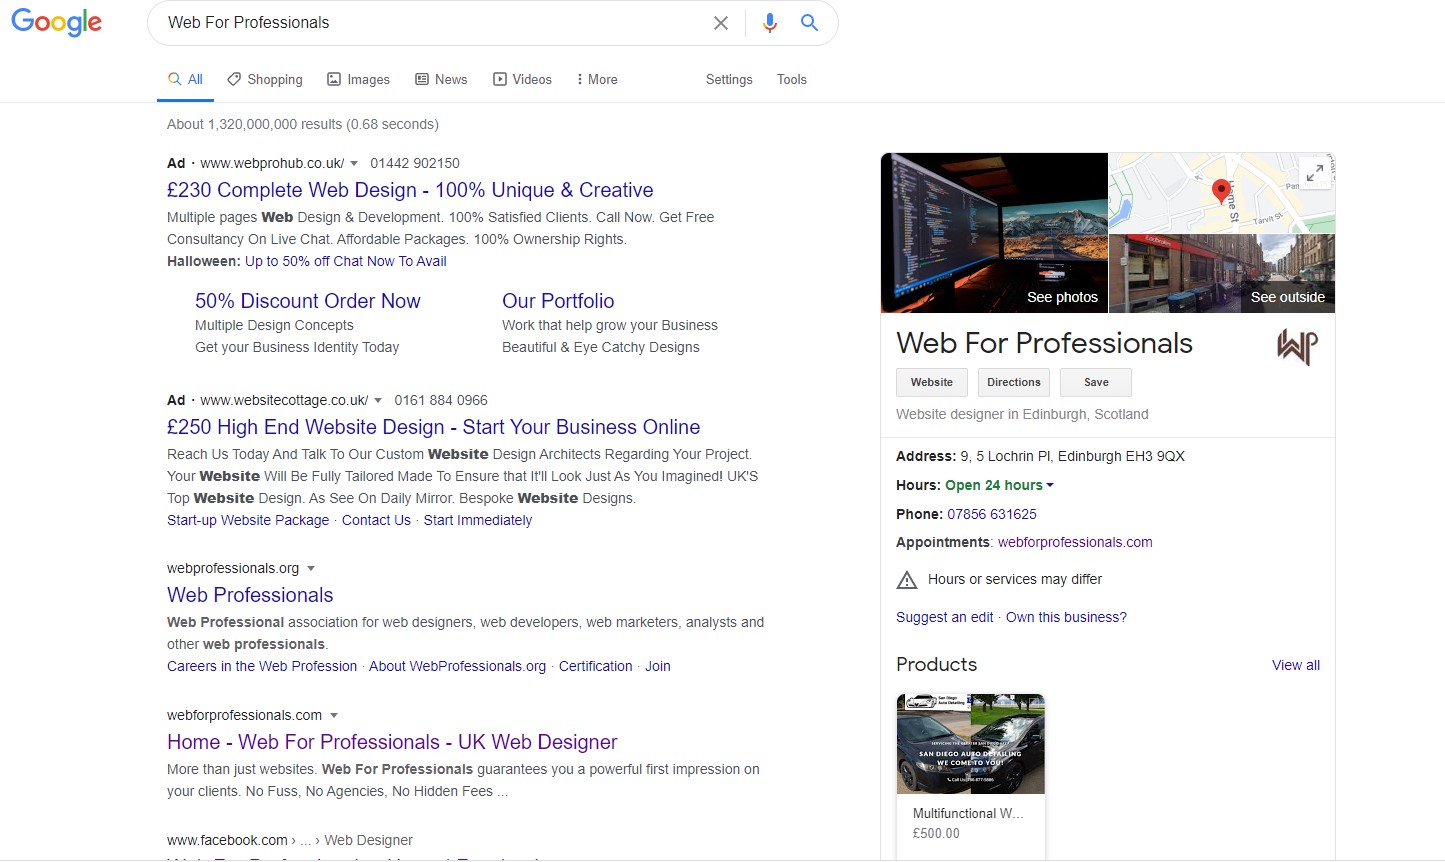 Google
Web For Professionals
All
Shopping
Images
News
Videos
More
Settings
Tools
About 1,320,000,000 results (0.68 seconds)
Ad · www.webprohub.co.uk/ 01442 902150
£230 Complete Web Design - 100% Unique & Creative
Multiple pages Web Design & Development. 100% Satisfied Clients. Call Now. Get Free
Consultancy On Live Chat. Affordable Packages. 100% Ownership Rights.
Halloween: Up to 50% off Chat Now To Avail
50% Discount Order Now
Multiple Design Concepts
Get your Business Identity Today
Our Portfolio
Work that help grow your Business
Beautiful & Eye Catchy Designs
Ad · www.websitecottage.co.uk/ 0161 884 0966
£250 High End Website Design - Start Your Business Online
Reach Us Today And Talk To Our Custom Website Design Architects Regarding Your Project.
Your Website Will Be Fully Tailored Made To Ensure that It'll Look Just As You Imagined! UK'S
Top Website Design. As See On Daily Mirror. Bespoke Website Designs.
Start-up Website Package · Contact Us · Start Immediately
webprofessionals.org
Web Professionals
Web Professional association for web designers, web developers, web marketers, analysts and
other web professionals.
Careers in the Web Profession · About WebProfessionals.org · Certification · Join
webforprofessionals.com
Home - Web For Professionals - UK Web Designer
More than just websites. Web For Professionals guarantees you a powerful first impression on
your clients. No Fuss, No Agencies, No Hidden Fees ...
www.facebook.com › ... › Web Designer
See photos
Tarvit St
See outside
Web For Professionals
WP
Website
Directions
Save
Website designer in Edinburgh, Scotland
Address: 9, 5 Lochrin Pl, Edinburgh EH3 9QX
Hours: Open 24 hours
Phone: 07856 631625
Appointments: webforprofessionals.com
Hours or services may differ
Suggest an edit · Own this business?
Products
View all
San Diego
Auto Detailing
SAN DIEGO AUTO DETAILING
WE COME TO YOU!
Multifunctional W...
£500.00